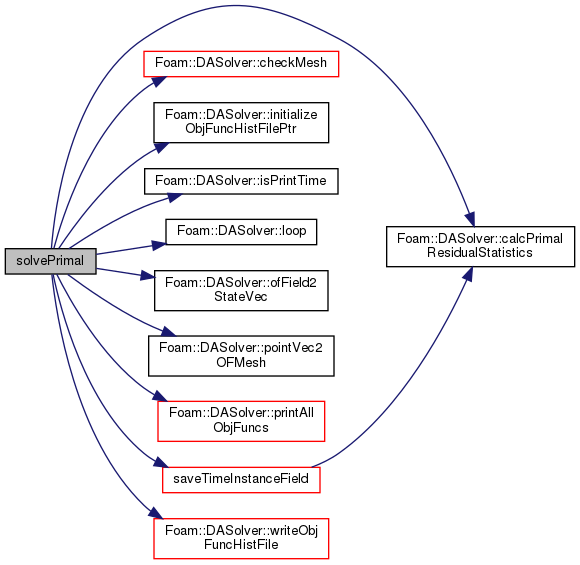 Foam::DASolver::checkMesh
Foam::DASolver::initialize
ObjFuncHistFilePtr
Foam::DASolver::isPrintTime
Foam::DASolver::loop
solvePrimal
Foam::DASolver::calcPrimal
ResidualStatistics
Foam::DASolver::ofField2
StateVec
Foam::DASolver::pointVec2
OFMesh
Foam::DASolver::printAll
ObjFuncs
saveTimeInstanceField
Foam::DASolver::writeObj
FuncHistFile